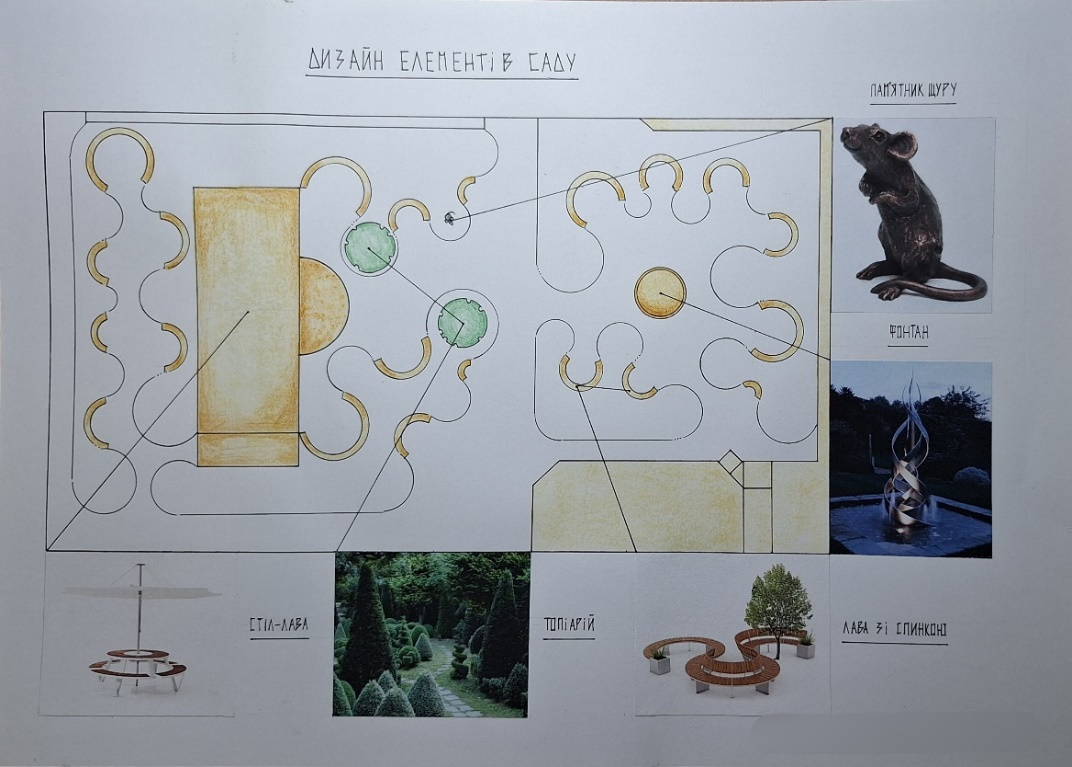 ДИЗАЙН ЕЛЕМЕНТІВ САДУ
ПАМ'ЯТНИК ЩУРУ
ФОНТАН
СТІЛ-ЛАВА
ТОПІАРІЙ
ЛАВА ЗІ СПИНКОЮ